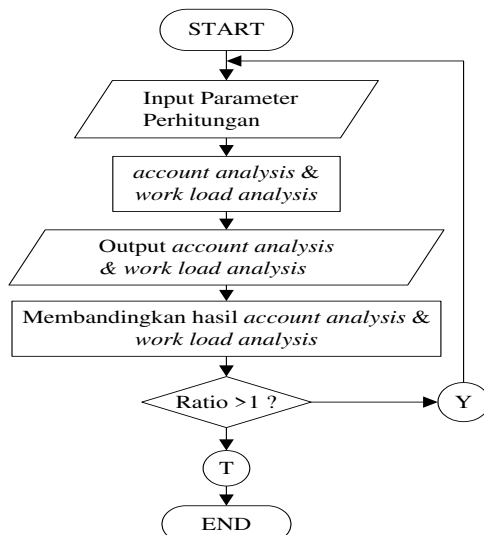 START
Input Parameter
Perhitungan
account analysis &
work load analysis
Output account analysis
& work load analysis
Membandingkan hasil account analysis &
work load analysis
Ratio >1 ?
Y
T
END